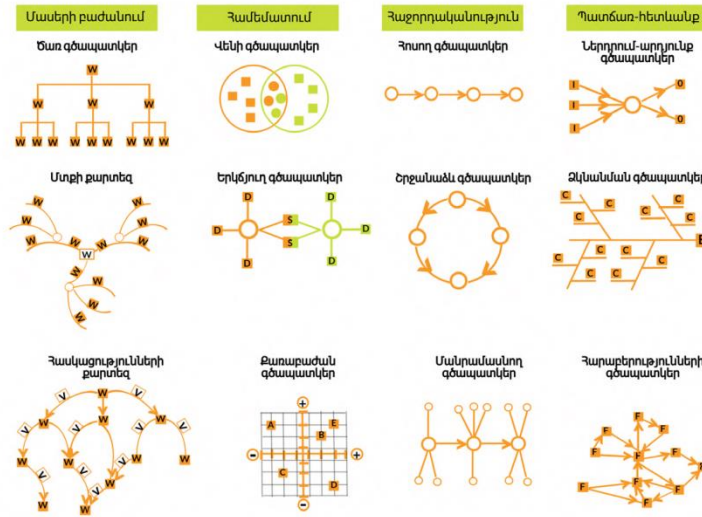 Մասերի բաժանում
Համեմատում
Հաջորդականություն
Պատճառ-հետևանք
Ծառ գծապատկեր
Վենի գծապատկեր
Հոսող գծապատկեր
Ներդրում-արդյունք
գծապատկեր
W
W W W
W W W W W W W W W
I O
I
I O
Մտքի քարտեզ
Երկճյուղ գծապատկեր
Շրջանաձև գծապատկեր
Ձկնանման գծապատկեր
W W
W W
W W W W W W
W
W
W W W
D D
D S D
S
D D
C C
C C
E
C C
C C
Հասկացությունների
քարտեզ
Քառաբաժան
գծապատկեր
Մանրամասնող
գծապատկեր
Հարաբերությունների
գծապատկեր
V W V
W V W W
V V V V
W W W W
V V
W W W
+
A E
B
- +
C
D
-
F
F F
F F F
F F
F F
F